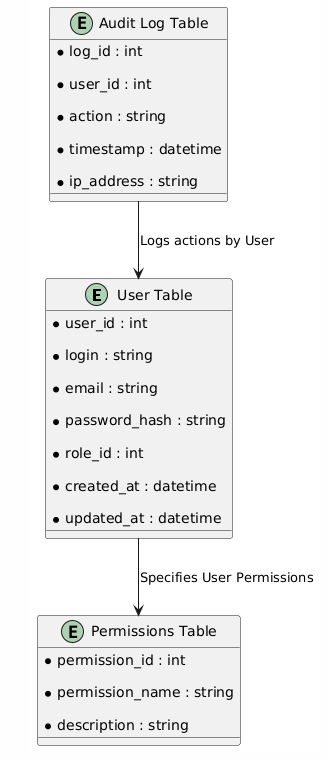 E Audit Log Table
log_id : int
user_id : int
action : string
timestamp : datetime
ip_address : string
Logs actions by User
E User Table
user_id : int
login : string
email : string
password_hash : string
role_id : int
created_at : datetime
updated_at : datetime
Specifies User Permissions
E Permissions Table
permission_id : int
permission_name : string
description : string